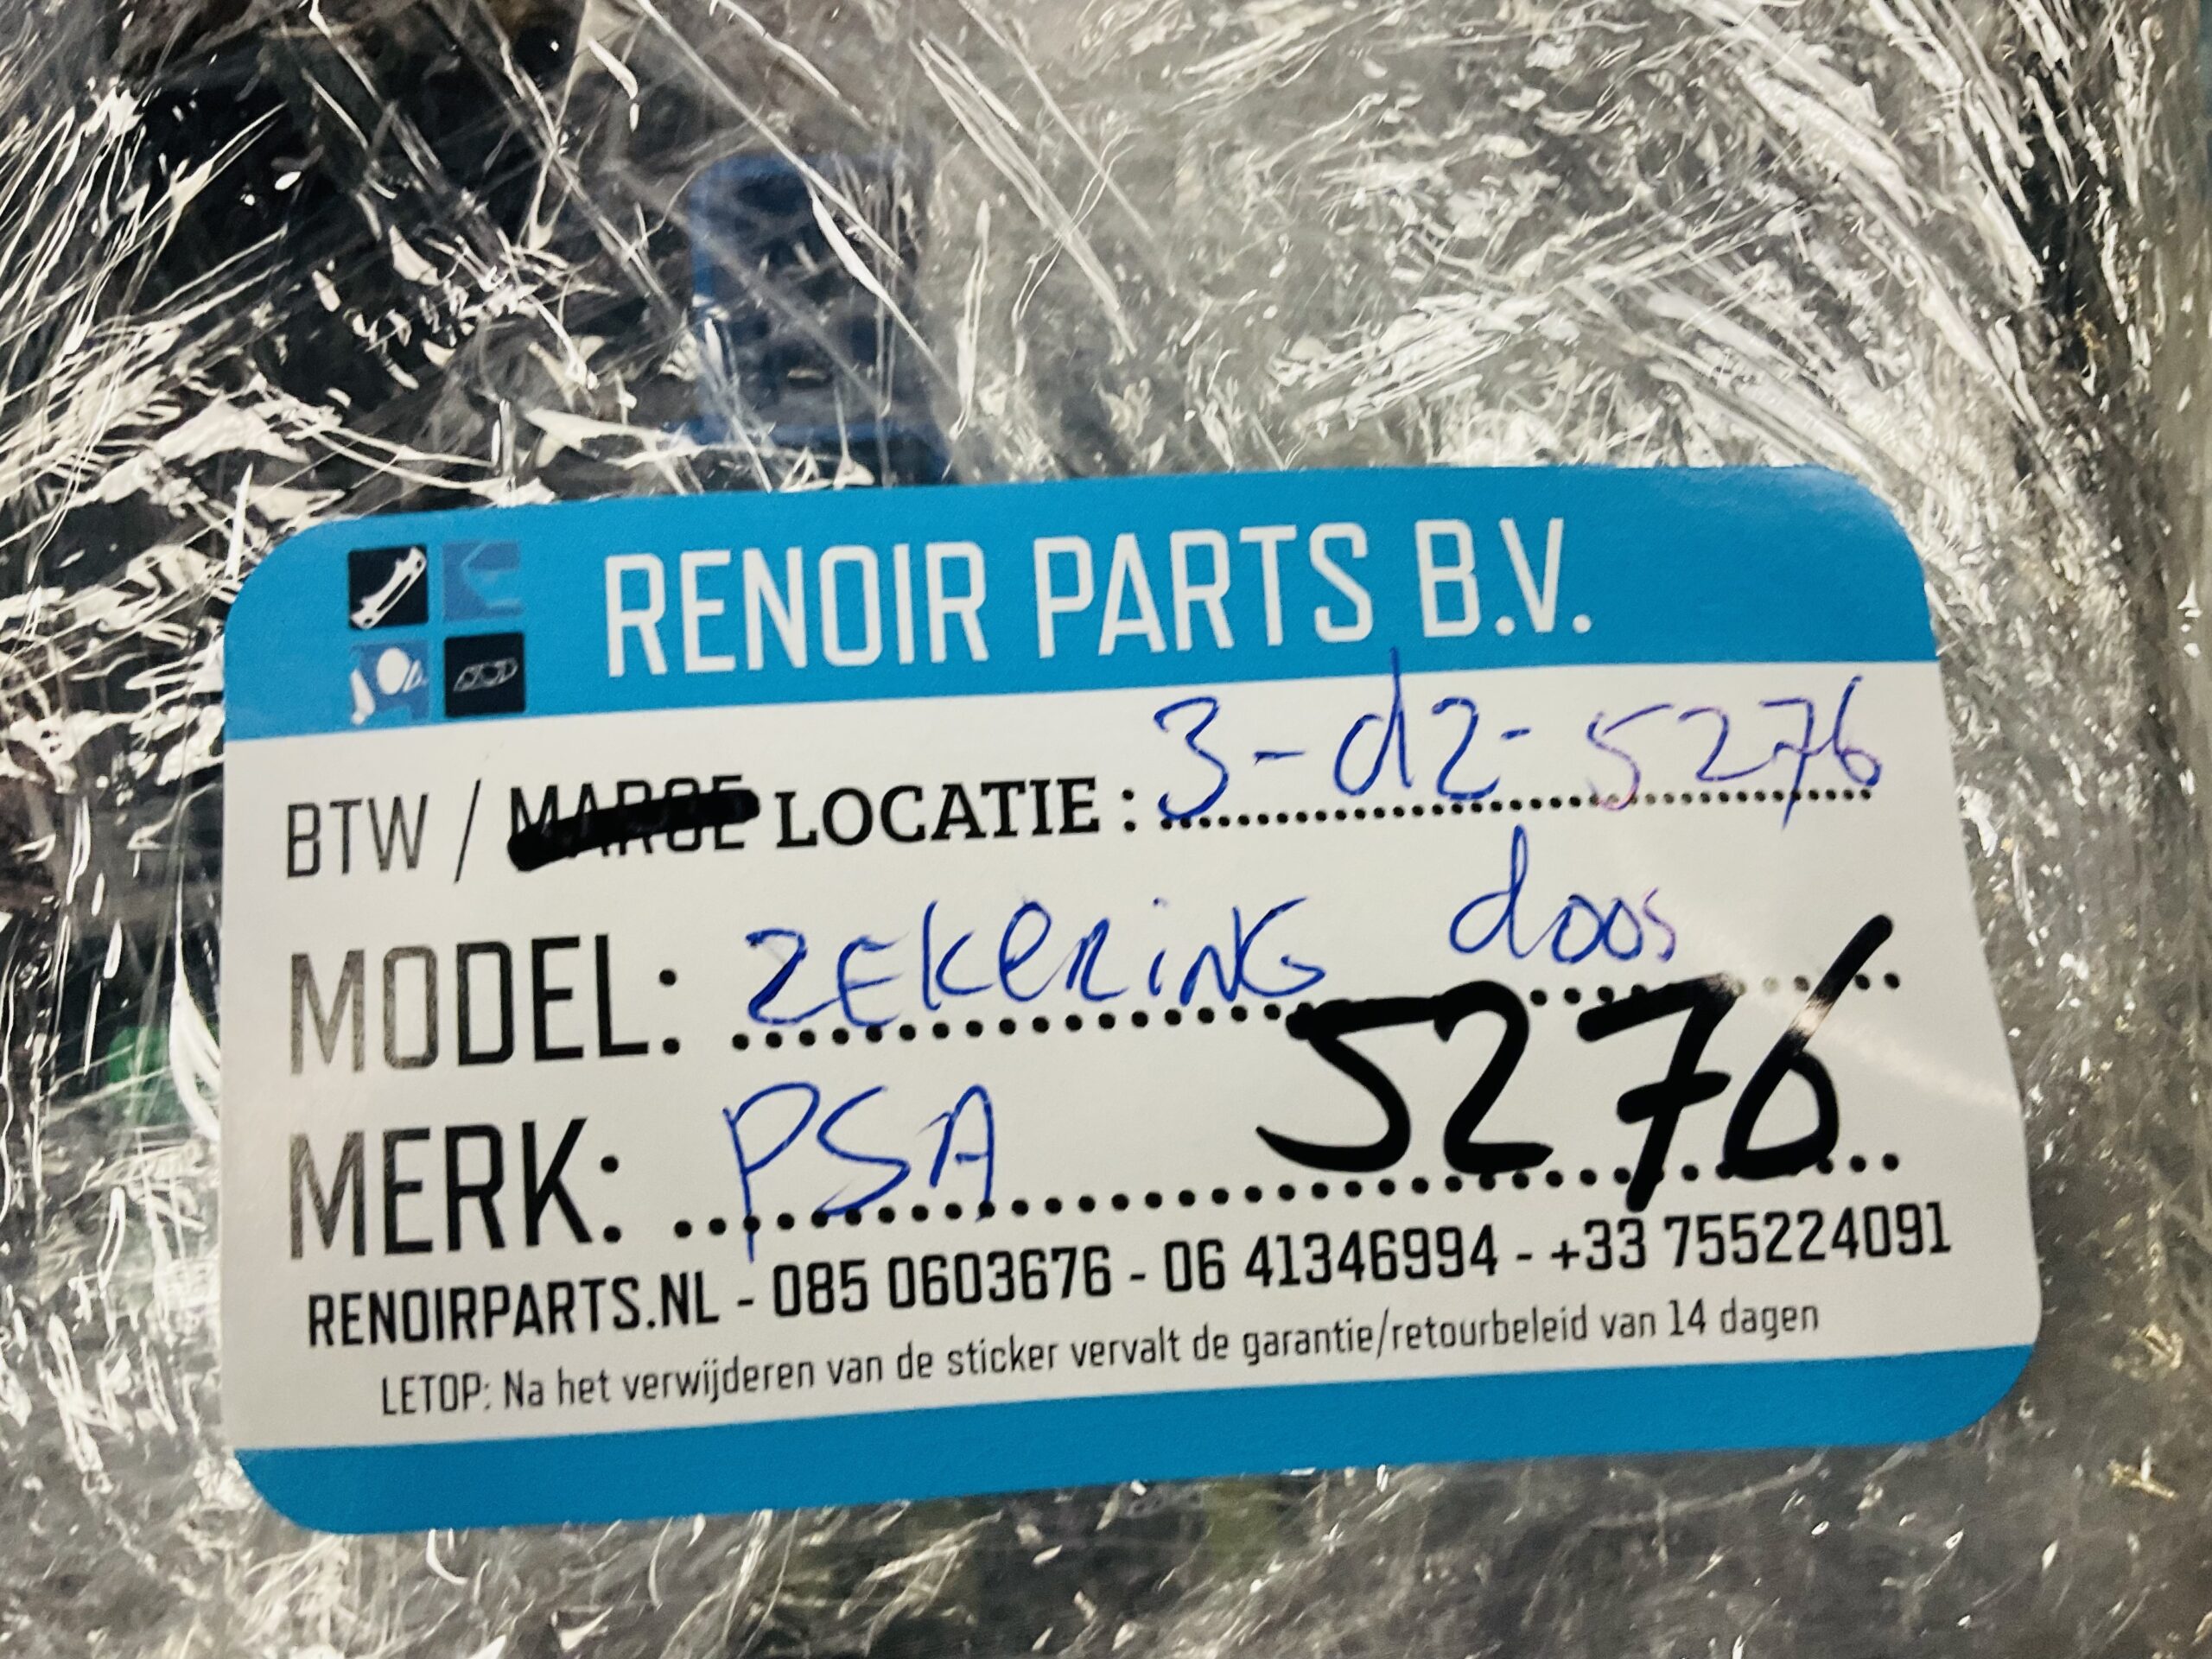 RENOIR PARTS B.V.
BTW / MARGE LOCATIE : 3-d2-5276
MODEL: ZEKERING doos
5276
MERK: PSA
RENOIRPARTS.NL - 085 0603676 - 06 41346994 - +33 755224091
LETOP: Na het verwijderen van de sticker vervalt de garantie/retourbeleid van 14 dagen